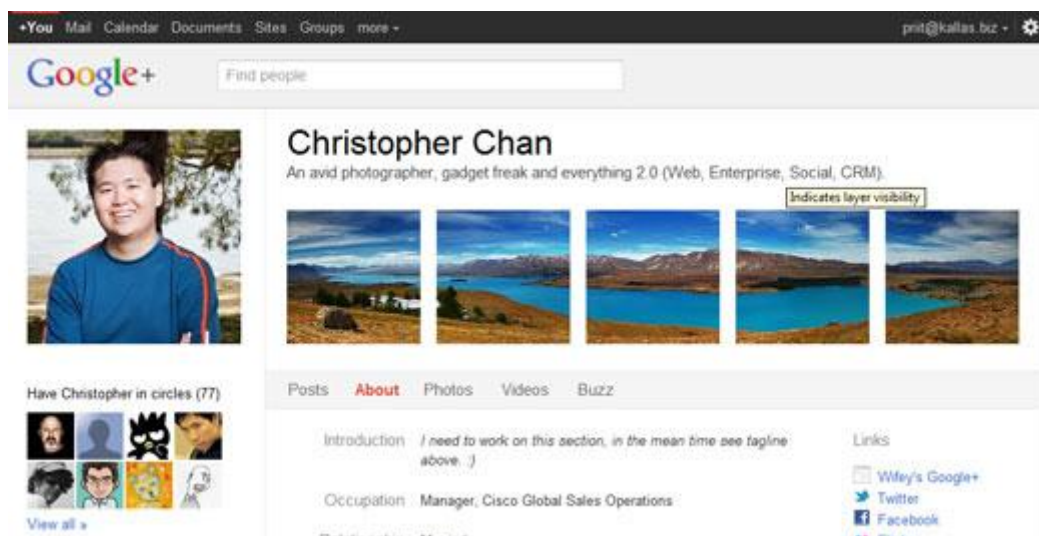 +You Mail Calendar Documents Sites Groups more
priit@kallas.biz
Google+
Find people
Christopher Chan
An avid photographer, gadget freak and everything 2.0 (Web, Enterprise, Social, CRM).
Indicates layer visibility
Have Christopher in circles (77)
View all »
Posts About Photos Videos Buzz
Introduction I need to work on this section, in the mean time see tagline
above. :)
Occupation Manager, Cisco Global Sales Operations
Links
Wifey's Google+
Twitter
Facebook